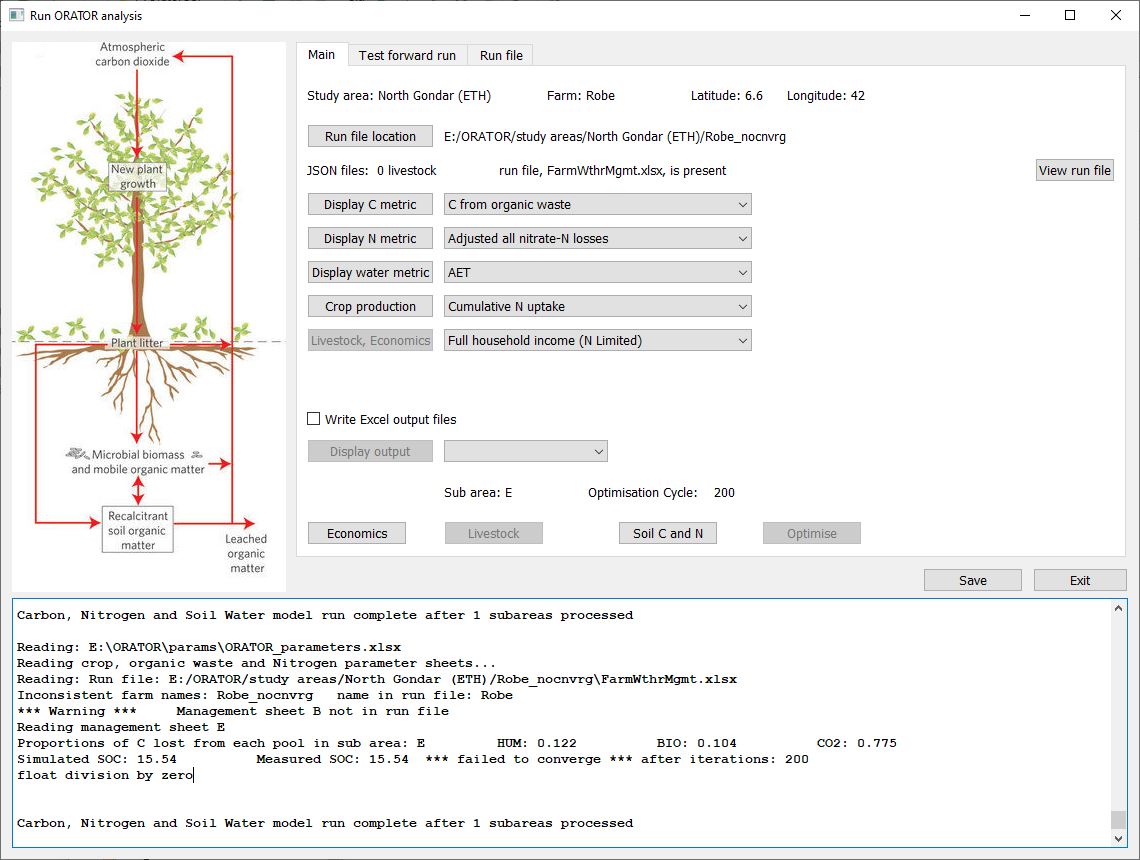 Run ORATOR analysis
Atmospheric
carbon dioxide
New plant
growth
Plant litter
Microbial biomass
and mobile organic matter
Recalcitrant
soil organic
matter
Leached
organic
matter
Main
Test forward run
Run file
Study area: North Gondar (ETH)
Farm: Robe
Latitude: 6.6
Longitude: 42
Run file location
E:/ORATOR/study areas/North Gondar (ETH)/Robe_nocnvrg
JSON files: 0 livestock
run file, FarmWthrMgmt.xlsx, is present
View run file
Display C metric
C from organic waste
Display N metric
Adjusted all nitrate-N losses
Display water metric
AET
Crop production
Cumulative N uptake
Livestock, Economics
Full household income (N Limited)
Write Excel output files
Display output
Sub area: E
Optimisation Cycle: 200
Economics
Livestock
Soil C and N
Optimise
Save
Exit
Carbon, Nitrogen and Soil Water model run complete after 1 subareas processed
Reading: E:\ORATOR\params\ORATOR_parameters.xlsx
Reading crop, organic waste and Nitrogen parameter sheets...
Reading: Run file: E:/ORATOR/study areas/North Gondar (ETH)/Robe_nocnvrg\FarmWthrMgmt.xlsx
Inconsistent farm names: Robe_nocnvrg   name in run file: Robe
*** Warning ***     Management sheet B not in run file
Reading management sheet E
Proportions of C lost from each pool in sub area: E         HUM: 0.122          BIO: 0.104          CO2: 0.775
Simulated SOC: 15.54          Measured SOC: 15.54  *** failed to converge *** after iterations: 200
float division by zero
Carbon, Nitrogen and Soil Water model run complete after 1 subareas processed